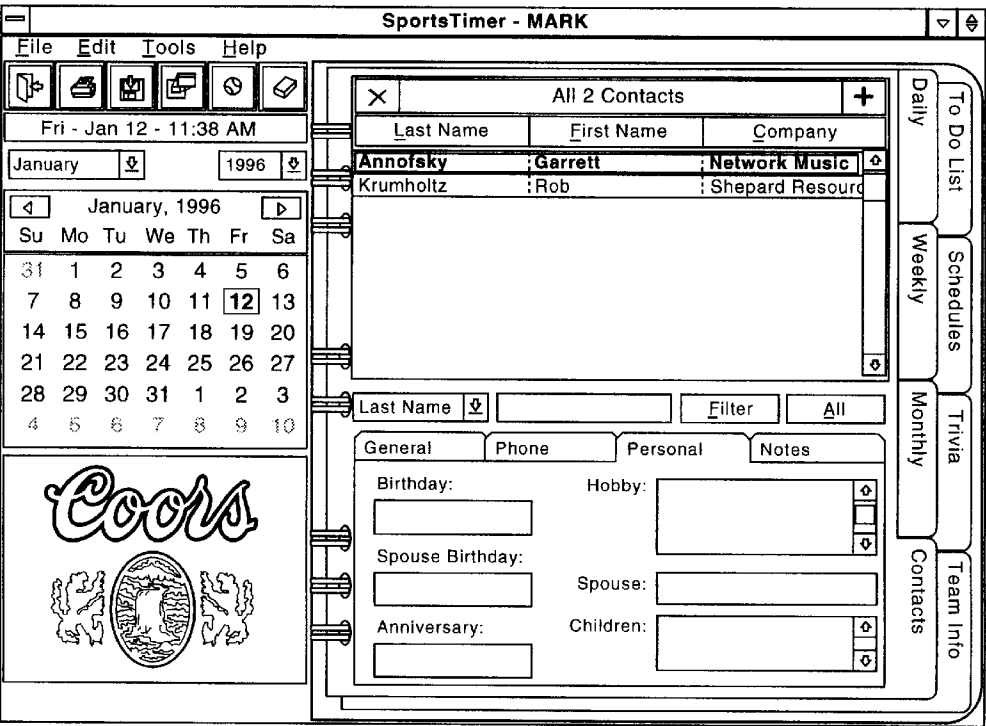 SportsTimer - MARK
File Edit Tools Help
Fri - Jan 12 - 11:38 AM
January 1996
January, 1996
Su Mo Tu We Th Fr Sa
31 1 2 3 4 5 6
7 8 9 10 11 12 13
14 15 16 17 18 19 20
21 22 23 24 25 26 27
28 29 30 31 1 2 3
4 5 6 7 8 9 10
Coors
All 2 Contacts
Last Name First Name Company
Annofsky Garrett Network Music
Krumholtz Rob Shepard Resourc
Last Name Filter All
General Phone Personal Notes
Birthday: Hobby:
Spouse Birthday:
Spouse:
Anniversary: Children:
Daily
Weekly
Monthly
Contacts
To Do List
Schedules
Trivia
Team Info